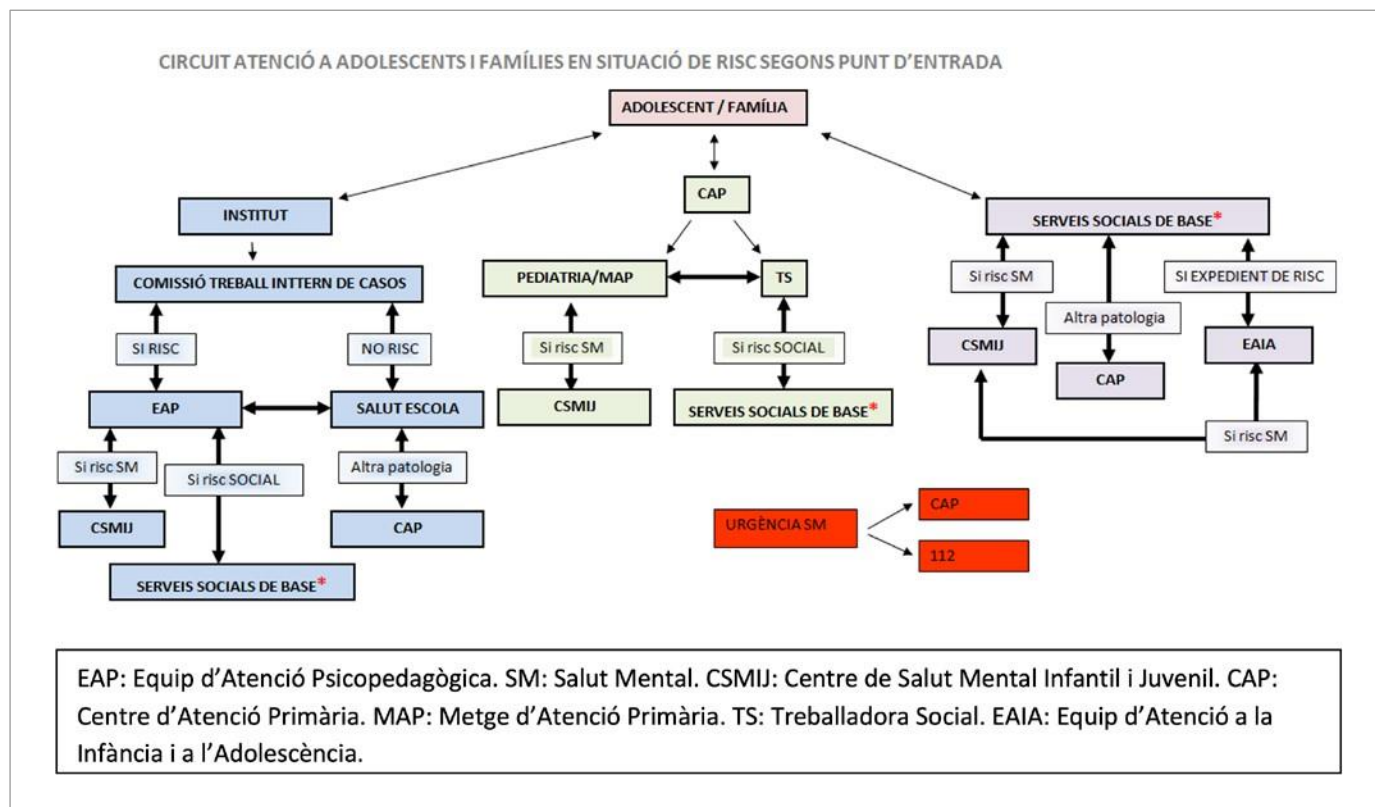 CIRCUIT ATENCIÓ A ADOLESCENTS I FAMÍLIES EN SITUACIÓ DE RISC SEGONS PUNT D'ENTRADA
ADOLESCENT / FAMÍLIA
INSTITUT
COMISSIÓ TREBALL INTTERN DE CASOS
SI RISC
NO RISC
EAP
SALUT ESCOLA
Si risc SM
Si risc SOCIAL
Altra patologia
CSMIJ
CAP
SERVEIS SOCIALS DE BASE*
CAP
PEDIATRIA/MAP
TS
Si risc SM
Si risc SOCIAL
CSMIJ
SERVEIS SOCIALS DE BASE*
SERVEIS SOCIALS DE BASE*
Si risc SM
Altra patologia
SI EXPEDIENT DE RISC
CSMIJ
CAP
EAIA
Si risc SM
URGÈNCIA SM
CAP
112
EAP: Equip d'Atenció Psicopedagògica. SM: Salut Mental. CSMIJ: Centre de Salut Mental Infantil i Juvenil. CAP:
Centre d'Atenció Primària. MAP: Metge d'Atenció Primària. TS: Treballadora Social. EAIA: Equip d'Atenció a la
Infància i a l'Adolescència.